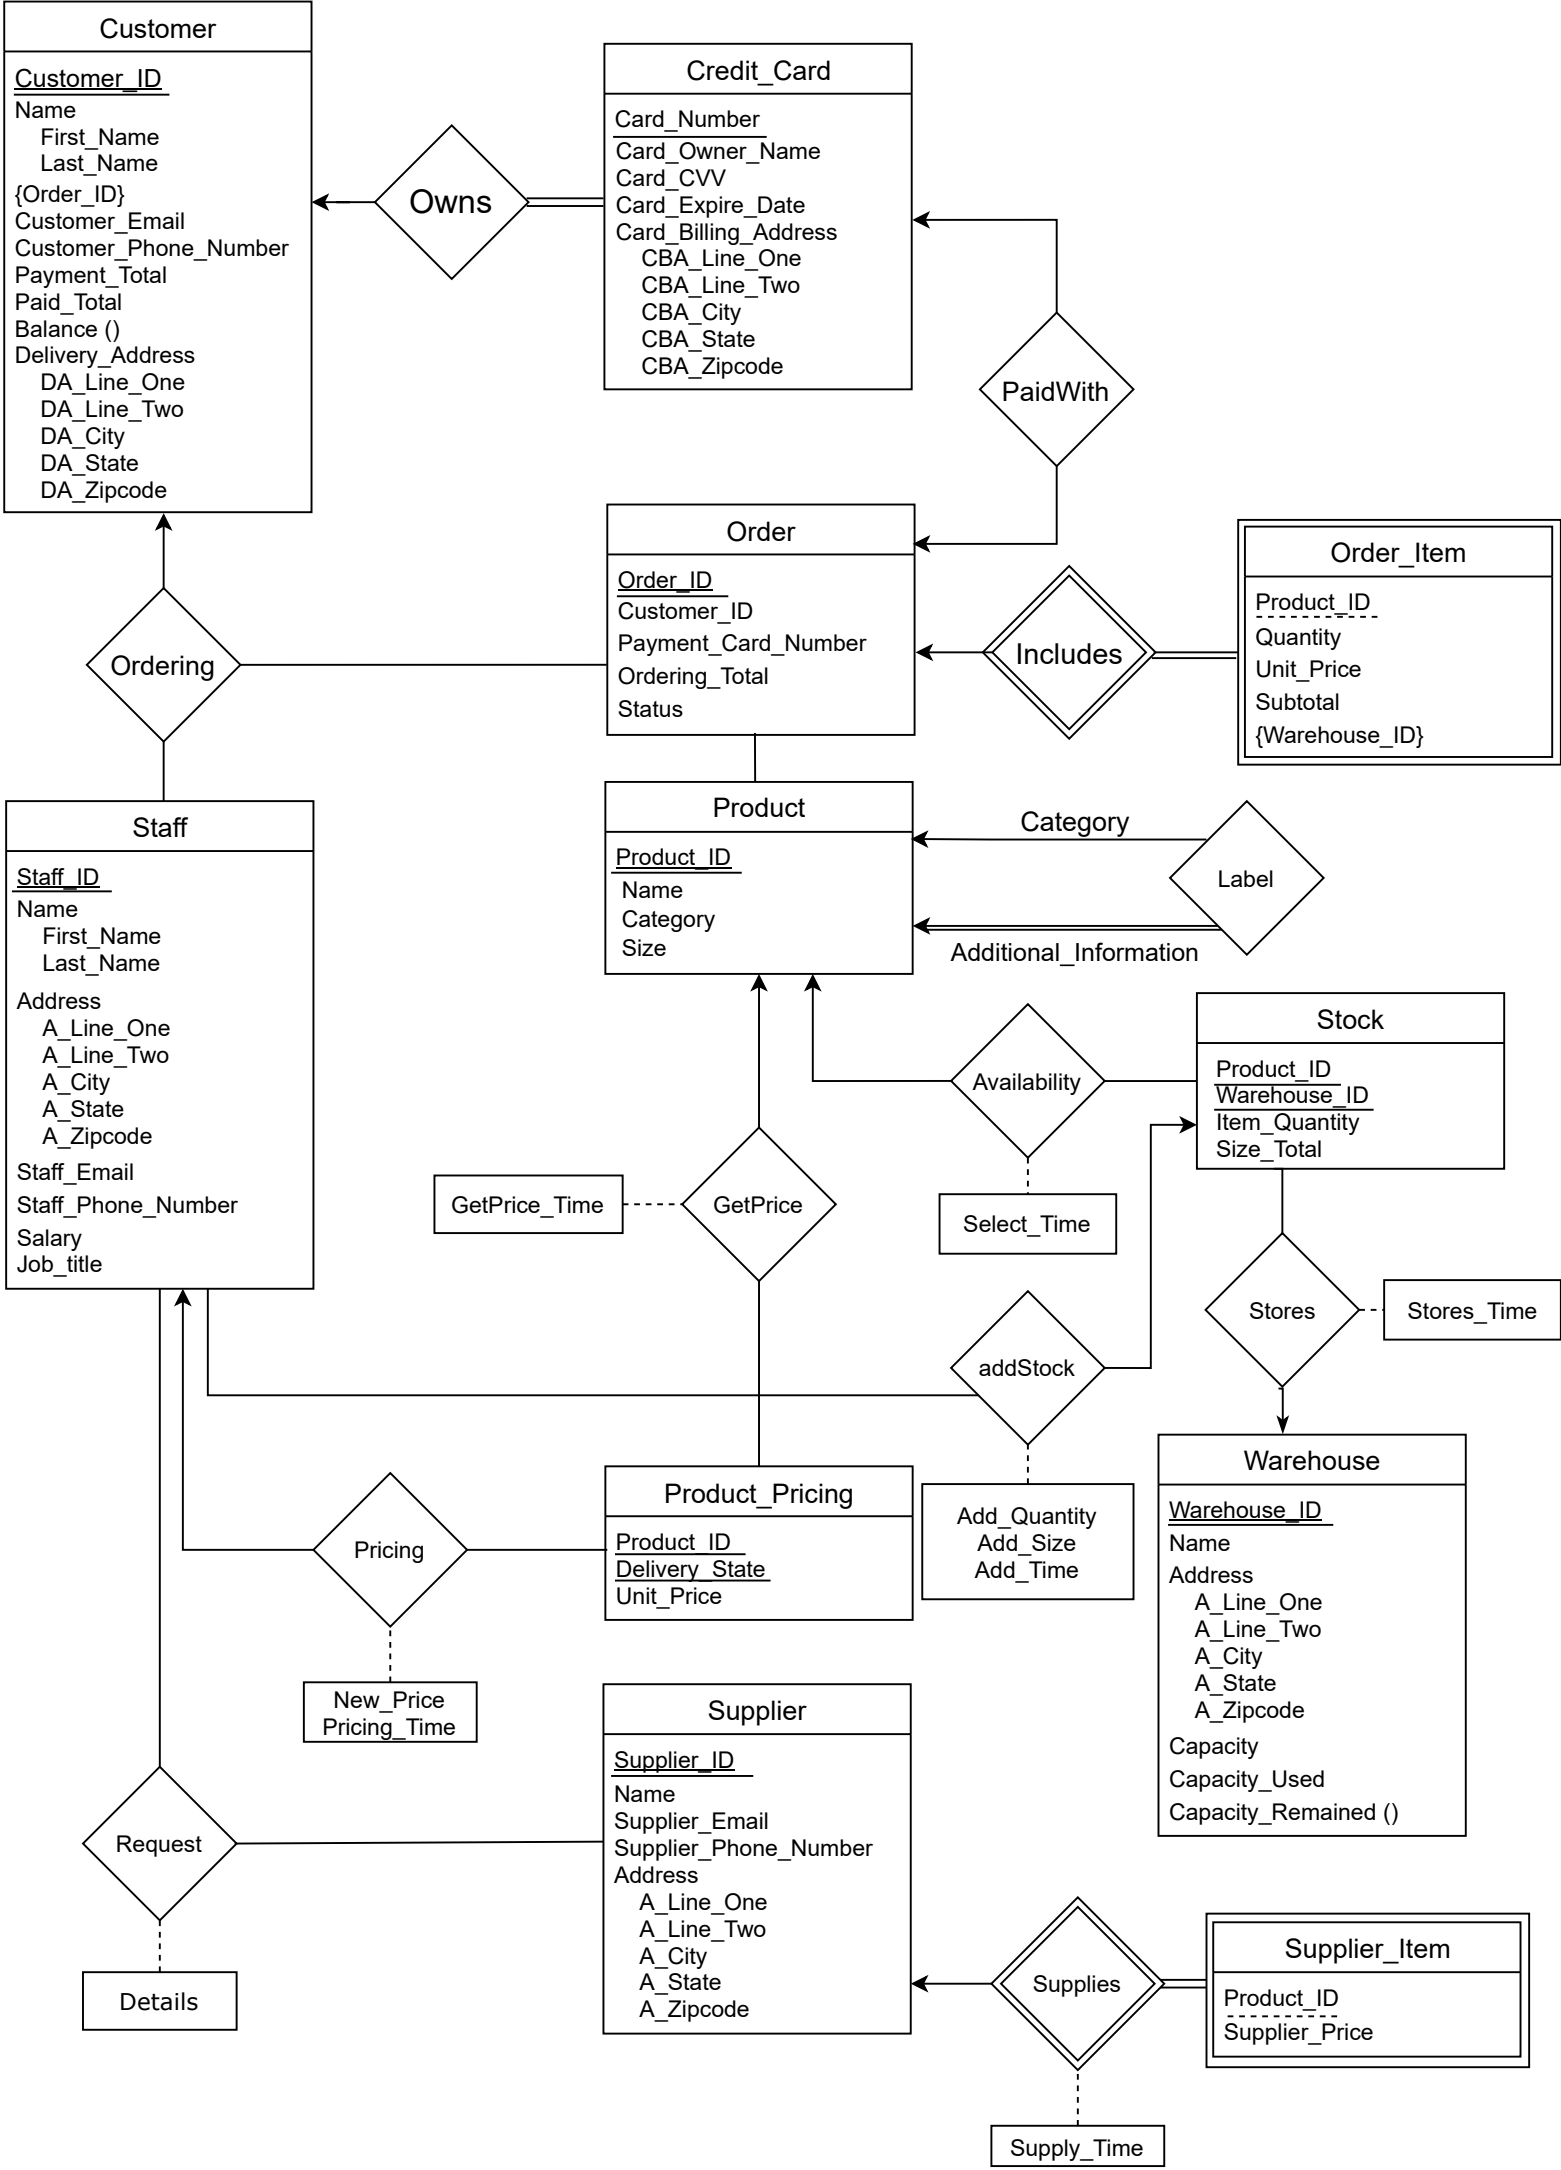 Customer
Customer_ID
Name
First_Name
Last_Name
{Order_ID}
Customer_Email
Customer_Phone_Number
Payment_Total
Paid_Total
Balance ()
Delivery_Address
DA_Line_One
DA_Line_Two
DA_City
DA_State
DA_Zipcode
Owns
Credit_Card
Card_Number
Card_Owner_Name
Card_CVV
Card_Expire_Date
Card_Billing_Address
CBA_Line_One
CBA_Line_Two
CBA_City
CBA_State
CBA_Zipcode
PaidWith
Ordering
Order
Order_ID
Customer_ID
Payment_Card_Number
Ordering_Total
Status
Includes
Order_Item
Product_ID
Quantity
Unit_Price
Subtotal
{Warehouse_ID}
Staff
Staff_ID
Name
First_Name
Last_Name
Address
A_Line_One
A_Line_Two
A_City
A_State
A_Zipcode
Staff_Email
Staff_Phone_Number
Salary
Job_title
Product
Product_ID
Name
Category
Size
Category
Label
Additional_Information
Availability
Select_Time
Stock
Product_ID
Warehouse_ID
Item_Quantity
Size_Total
GetPrice_Time
GetPrice
addStock
Add_Quantity
Add_Size
Add_Time
Stores
Stores_Time
Warehouse
Warehouse_ID
Name
Address
A_Line_One
A_Line_Two
A_City
A_State
A_Zipcode
Capacity
Capacity_Used
Capacity_Remained ()
Pricing
New_Price
Pricing_Time
Product_Pricing
Product_ID
Delivery_State
Unit_Price
Request
Details
Supplier
Supplier_ID
Name
Supplier_Email
Supplier_Phone_Number
Address
A_Line_One
A_Line_Two
A_City
A_State
A_Zipcode
Supplies
Supply_Time
Supplier_Item
Product_ID
Supplier_Price